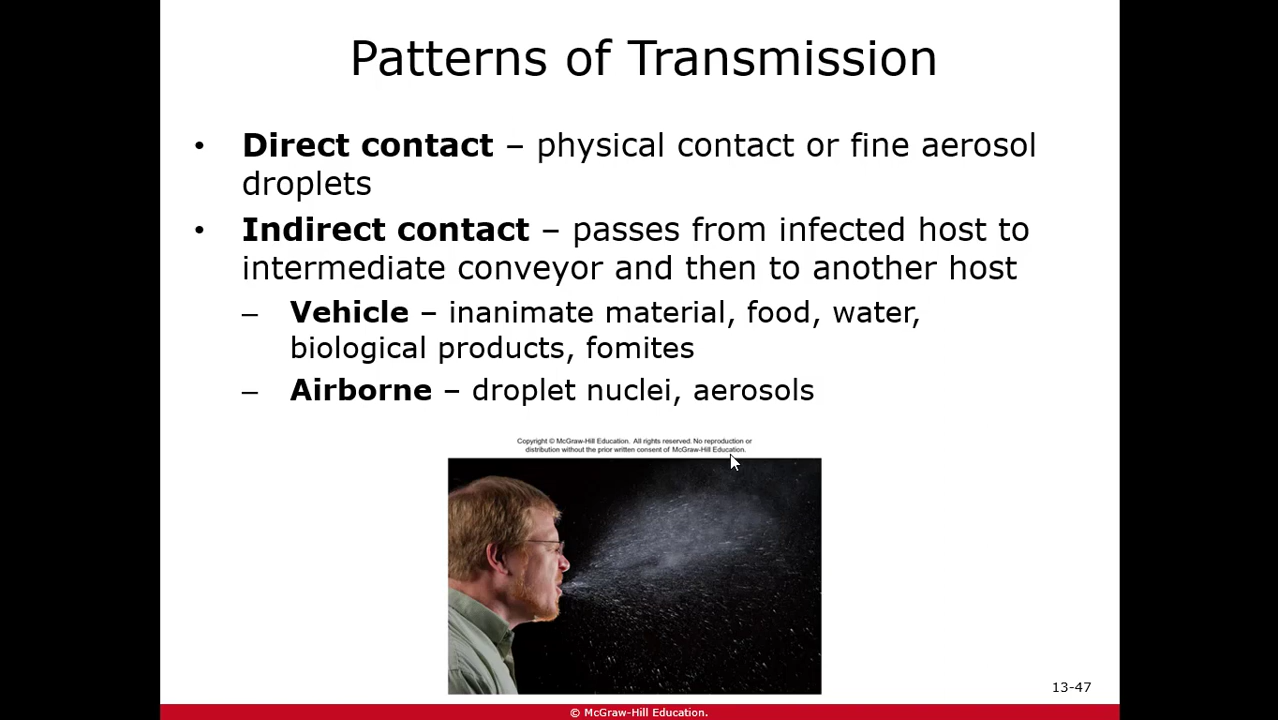 Patterns of Transmission
• Direct contact – physical contact or fine aerosol
droplets
• Indirect contact – passes from infected host to
intermediate conveyor and then to another host
– Vehicle – inanimate material, food, water,
biological products, fomites
– Airborne – droplet nuclei, aerosols
Copyright © McGraw-Hill Education. All rights reserved. No reproduction or
distribution without the prior written consent of McGraw-Hill Education.
13-47
© McGraw-Hill Education.